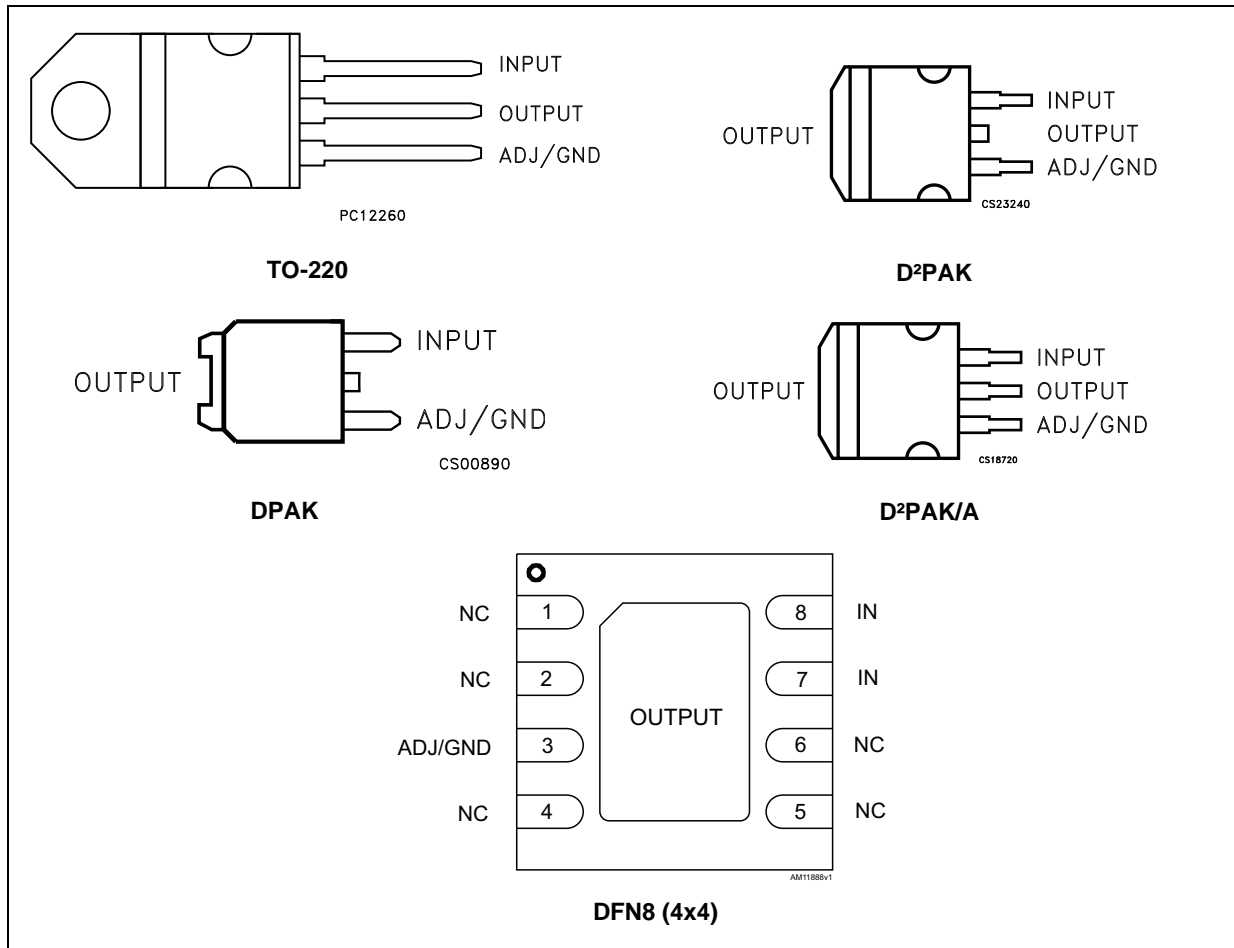 INPUT
OUTPUT
ADJ/GND
PC12260
TO-220
OUTPUT
INPUT
OUTPUT
ADJ/GND
CS23240
D²PAK
OUTPUT
INPUT
ADJ/GND
CS00890
DPAK
OUTPUT
INPUT
OUTPUT
ADJ/GND
CS18720
D²PAK/A
NC 1 8 IN
NC 2 7 IN
OUTPUT
ADJ/GND 3 6 NC
NC 4 5 NC
AM11888v1
DFN8 (4x4)